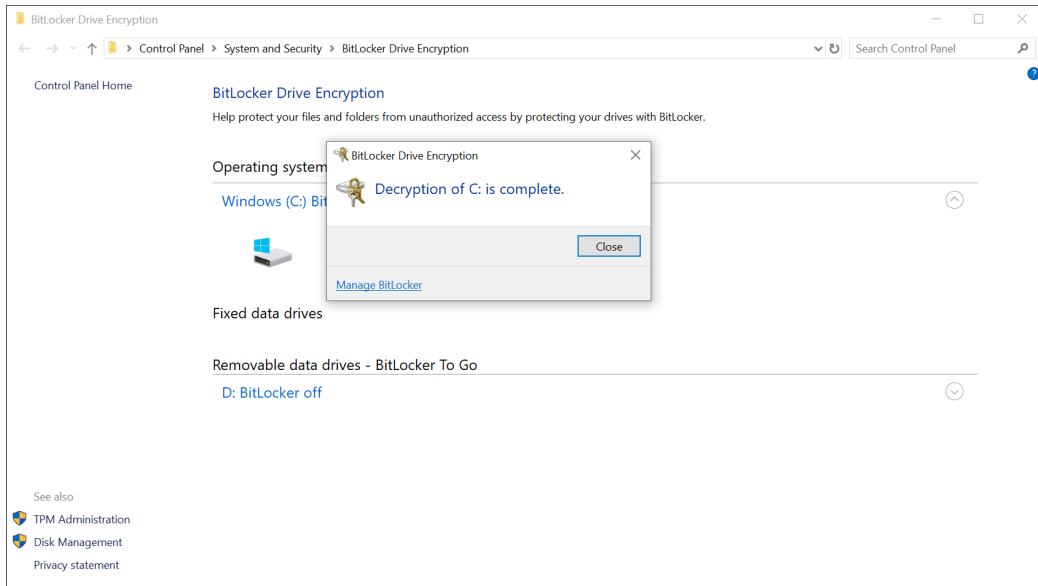 BitLocker Drive Encryption
Control Panel > System and Security > BitLocker Drive Encryption
Search Control Panel
?
Control Panel Home
BitLocker Drive Encryption
Help protect your files and folders from unauthorized access by protecting your drives with BitLocker.
Operating system
Windows (C:) Bit
BitLocker Drive Encryption
Decryption of C: is complete.
Close
Manage BitLocker
Fixed data drives
Removable data drives - BitLocker To Go
D: BitLocker off
See also
TPM Administration
Disk Management
Privacy statement